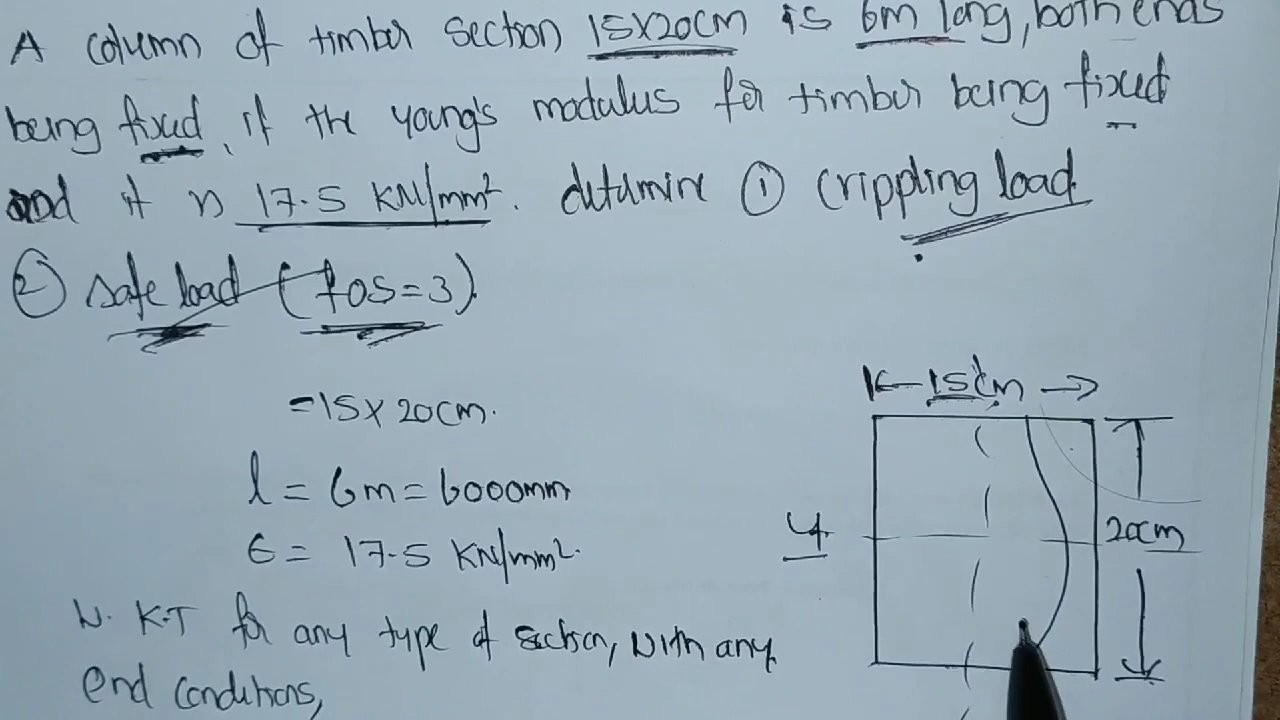 A column of timber section 15x20cm is 6m long, both ends
being fixed, if the young's modulus for timber being fixed
and it is 17.5 KN/mm². determine ① crippling load
② safe load (fos=3).
=15x20cm.
l = 6m = 6000mm
E = 17.5 KN/mm².
W.K.T for any type of section, with any
end conditions,
15cm
20cm